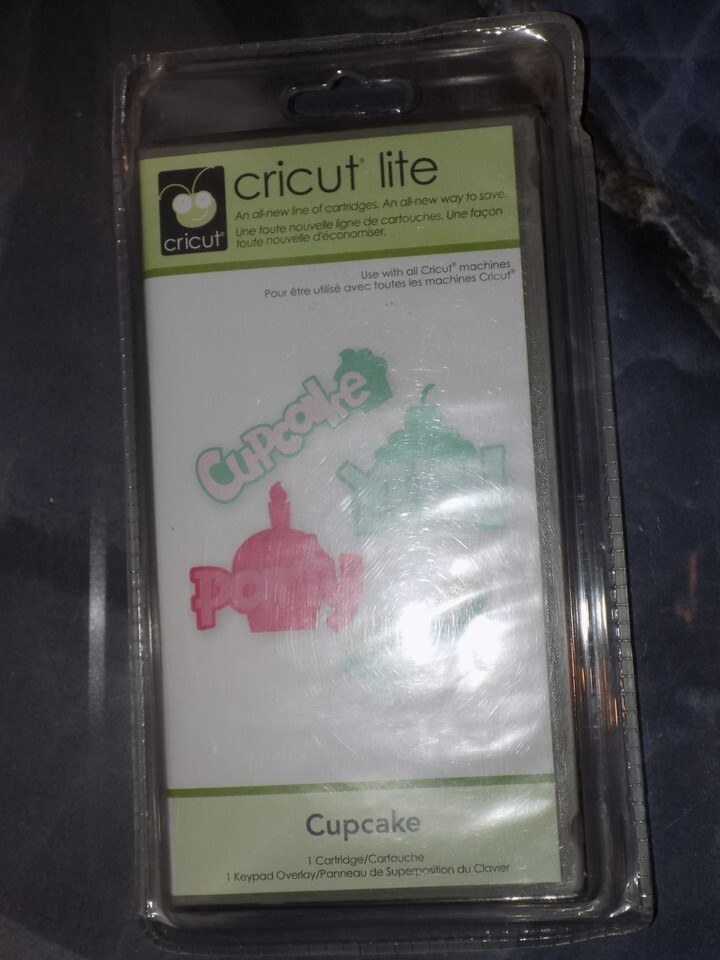 cricut® lite
An all-new line of cartridges. An all-new way to save.
Une toute nouvelle ligne de cartouches. Une façon
toute nouvelle d'économiser.
cricut®
Use with all Cricut® machines
Pour être utilisé avec toutes les machines Cricut®
Cupcake
party
Cupcake
1 Cartridge/Cartouche
1 Keypad Overlay/Panneau de Superposition du Clavier